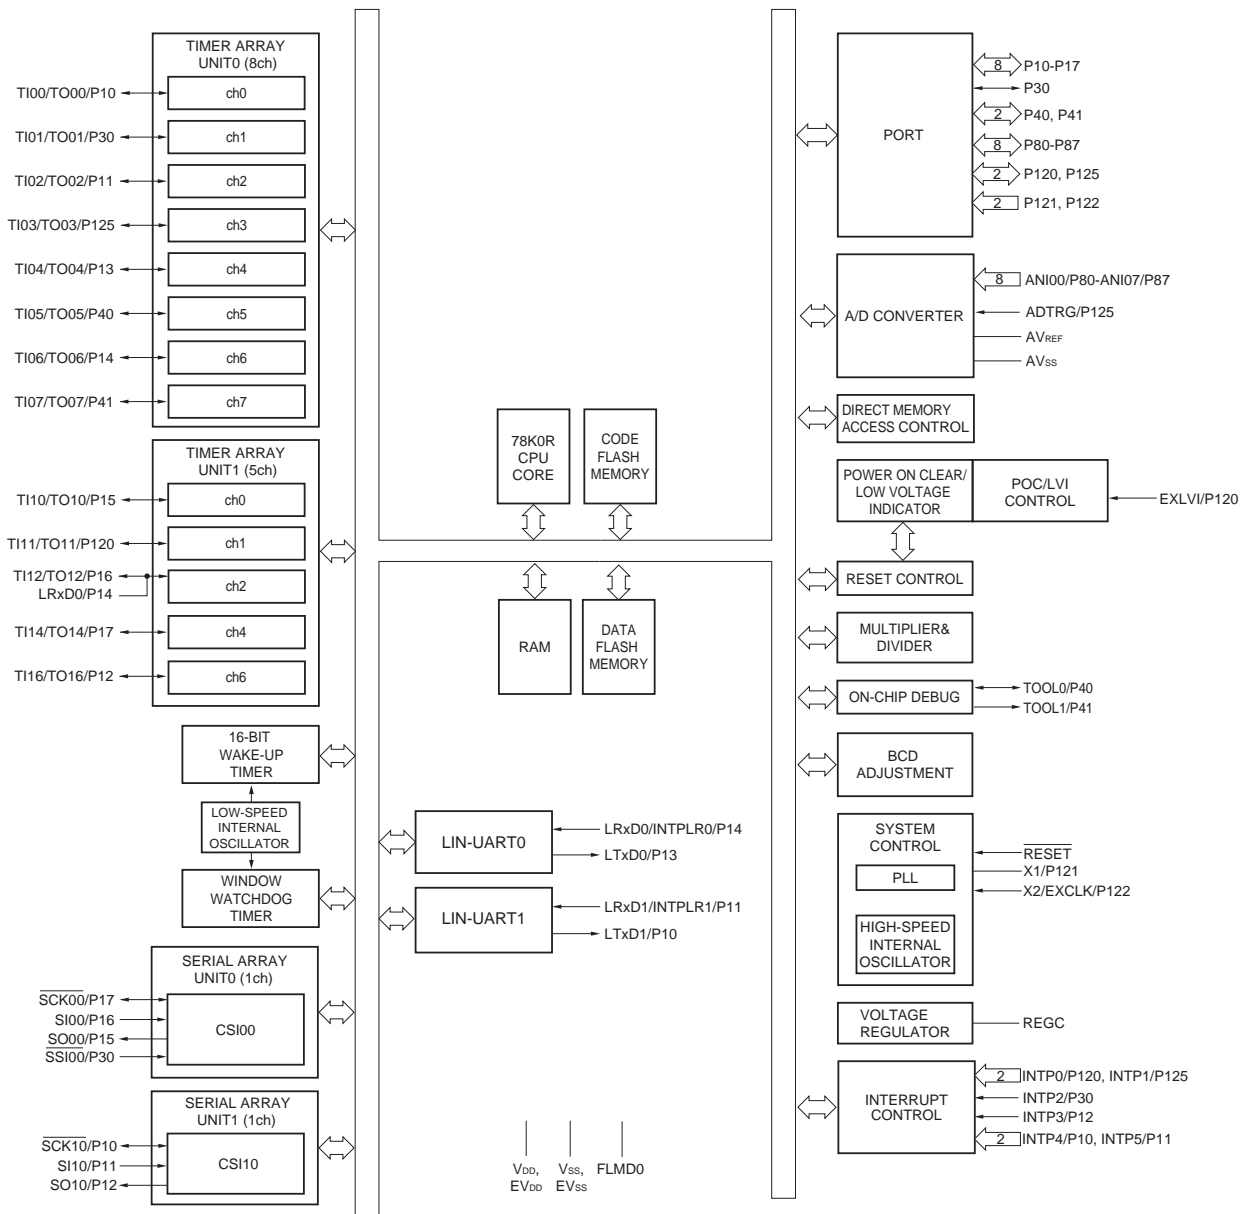 TIMER ARRAY
UNIT0 (8ch)
TI00/TO00/P10
ch0
TI01/TO01/P30
ch1
TI02/TO02/P11
ch2
TI03/TO03/P125
ch3
TI04/TO04/P13
ch4
TI05/TO05/P40
ch5
TI06/TO06/P14
ch6
TI07/TO07/P41
ch7
TIMER ARRAY
UNIT1 (5ch)
TI10/TO10/P15
ch0
TI11/TO11/P120
ch1
TI12/TO12/P16
LRxD0/P14
ch2
TI14/TO14/P17
ch4
TI16/TO16/P12
ch6
16-BIT
WAKE-UP
TIMER
LOW-SPEED
INTERNAL
OSCILLATOR
WINDOW
WATCHDOG
TIMER
SERIAL ARRAY
UNIT0 (1ch)
SCK00/P17
SI00/P16
SO00/P15
SSI00/P30
CSI00
SERIAL ARRAY
UNIT1 (1ch)
SCK10/P10
SI10/P11
SO10/P12
CSI10
78K0R
CPU
CORE
CODE
FLASH
MEMORY
RAM
DATA
FLASH
MEMORY
LIN-UART0
LRxD0/INTPLR0/P14
LTxD0/P13
LIN-UART1
LRxD1/INTPLR1/P11
LTxD1/P10
VDD,
EVDD
VSS,
EVSS
FLMD0
PORT
8 P10-P17
P30
2 P40, P41
8 P80-P87
2 P120, P125
2 P121, P122
A/D CONVERTER
8 ANI00/P80-ANI07/P87
ADTRG/P125
AVREF
AVSS
DIRECT MEMORY
ACCESS CONTROL
POWER ON CLEAR/
LOW VOLTAGE
INDICATOR
POC/LVI
CONTROL
EXLVI/P120
RESET CONTROL
MULTIPLIER&
DIVIDER
ON-CHIP DEBUG
TOOL0/P40
TOOL1/P41
BCD
ADJUSTMENT
SYSTEM
CONTROL
PLL
HIGH-SPEED
INTERNAL
OSCILLATOR
RESET
X1/P121
X2/EXCLK/P122
VOLTAGE
REGULATOR
REGC
INTERRUPT
CONTROL
2 INTP0/P120, INTP1/P125
INTP2/P30
INTP3/P12
2 INTP4/P10, INTP5/P11